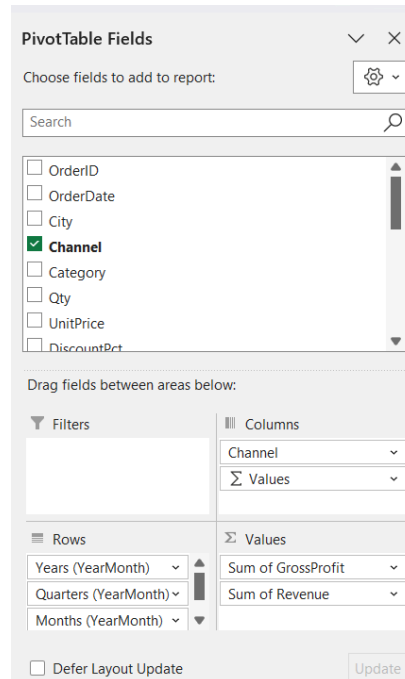 PivotTable Fields
Choose fields to add to report:
Search
OrderID
OrderDate
City
Channel
Category
Qty
UnitPrice
DiscountPct
Drag fields between areas below:
Filters
Columns
Channel
Σ Values
Rows
Σ Values
Years (YearMonth)
Sum of GrossProfit
Quarters (YearMonth)
Sum of Revenue
Months (YearMonth)
Defer Layout Update
Update